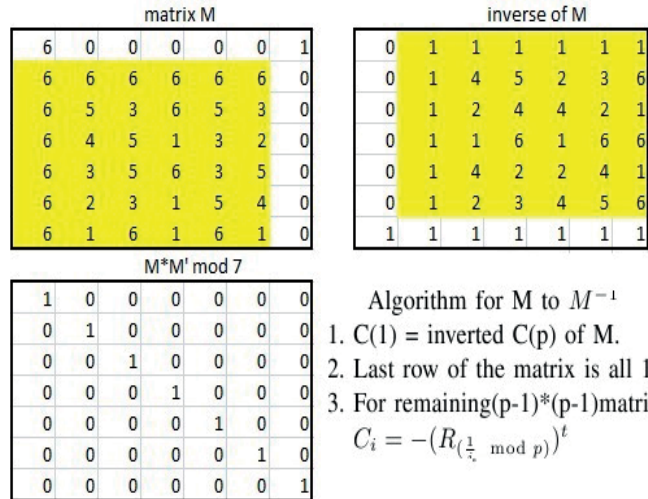 matrix M
6 0 0 0 0 0 1
6 6 6 6 6 6 0
6 5 3 6 5 3 0
6 4 5 1 3 2 0
6 3 5 6 3 5 0
6 2 3 1 5 4 0
6 1 6 1 6 1 0
inverse of M
0 1 1 1 1 1 1
0 1 4 5 2 3 6
0 1 2 4 4 2 1
0 1 1 6 1 6 6
0 1 4 2 2 4 1
0 1 2 3 4 5 6
1 1 1 1 1 1 1
M*M' mod 7
1 0 0 0 0 0 0
0 1 0 0 0 0 0
0 0 1 0 0 0 0
0 0 0 1 0 0 0
0 0 0 0 1 0 0
0 0 0 0 0 1 0
0 0 0 0 0 0 1
Algorithm for M to M⁻¹
1. C(1) = inverted C(p) of M.
2. Last row of the matrix is all 1
3. For remaining(p-1)*(p-1)matri
C_i = -(R_(1/i mod p))^t